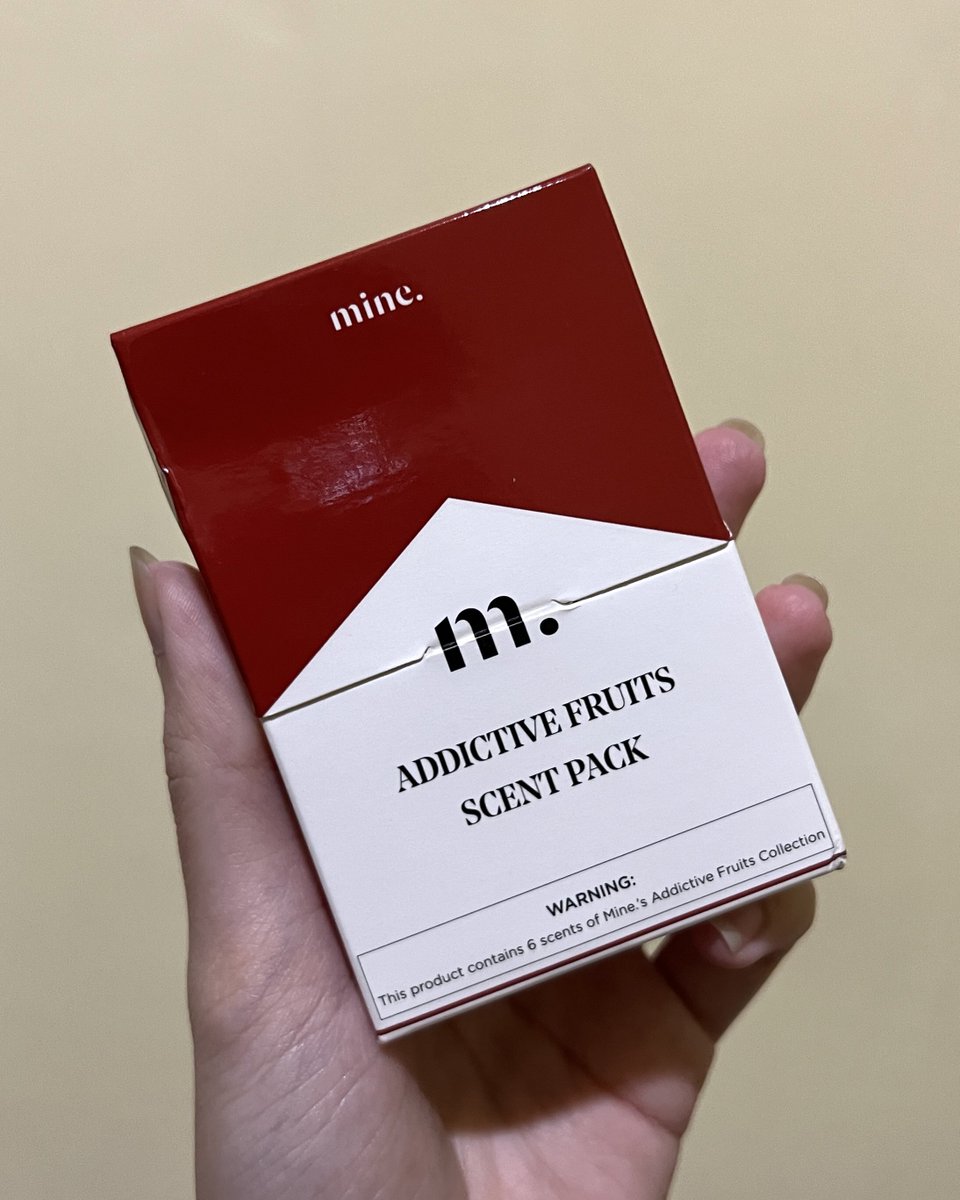 mine.
m.
ADDICTIVE FRUITS
SCENT PACK
WARNING:
This product contains 6 scents of Mine.'s Addictive Fruits Collection